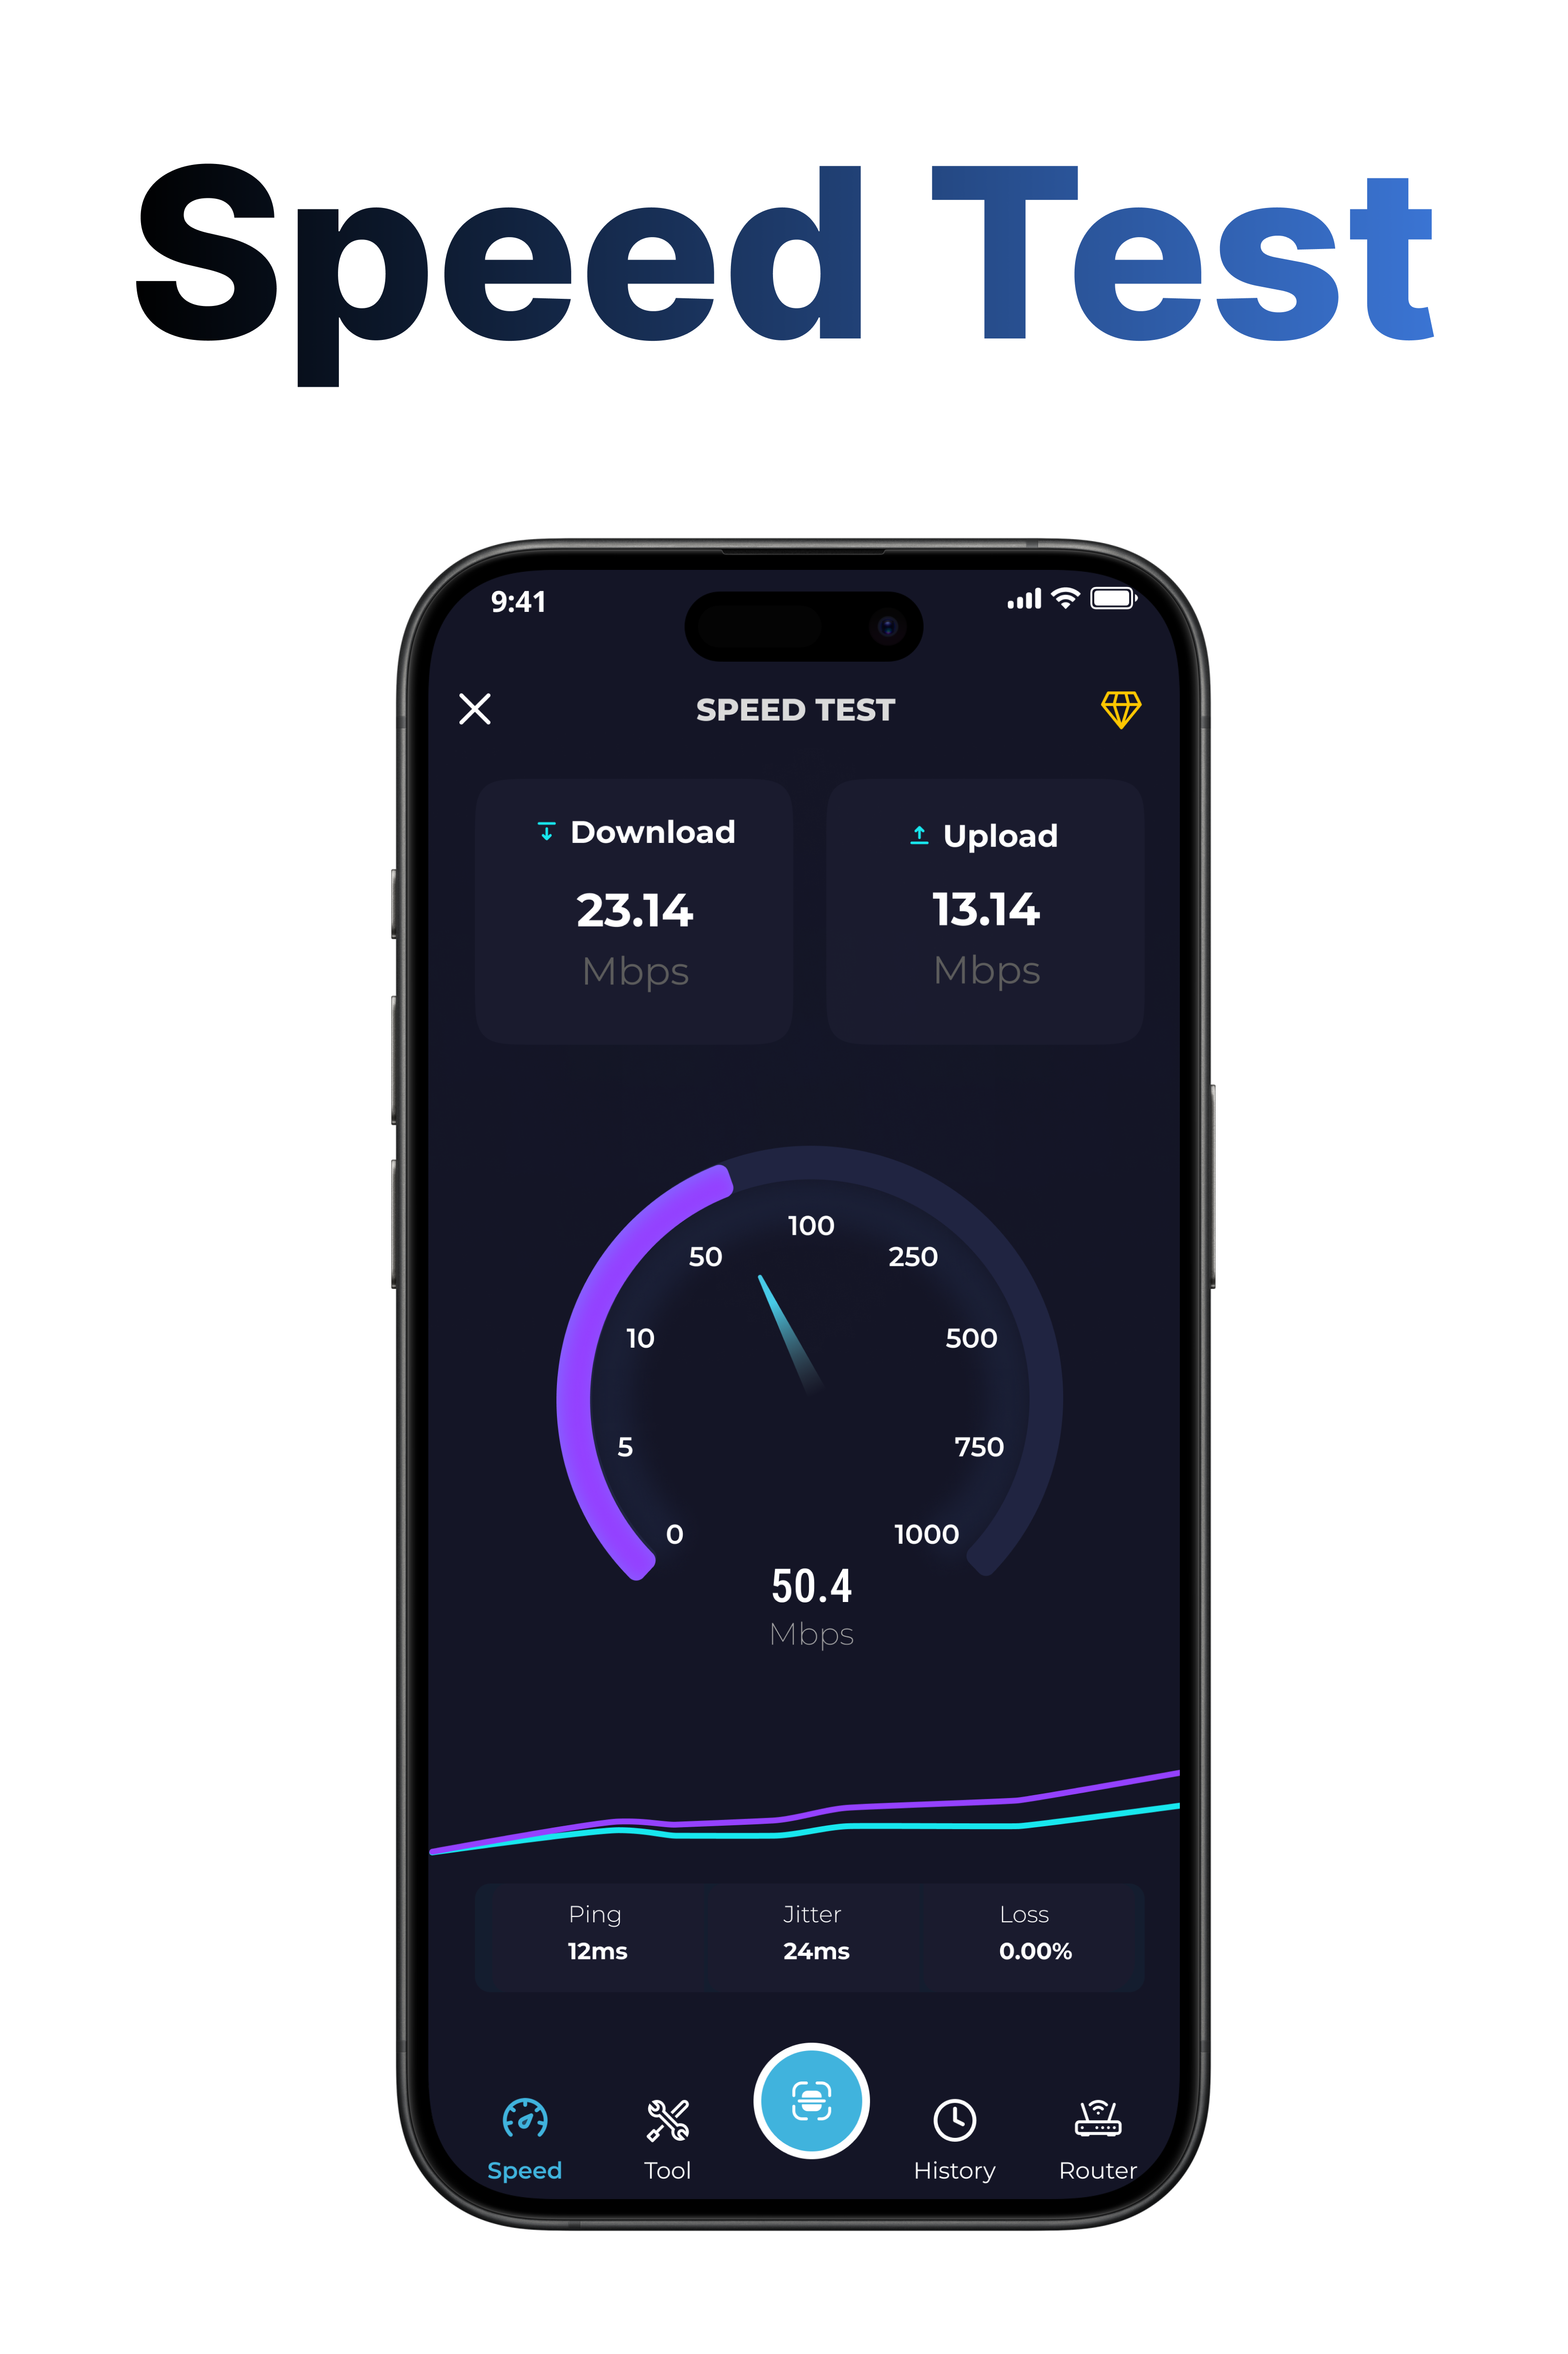 Speed Test
9:41
SPEED TEST
Download
23.14
Mbps
Upload
13.14
Mbps
100
50
250
10
500
5
750
0
1000
50.4
Mbps
Ping
12ms
Jitter
24ms
Loss
0.00%
Speed
Tool
History
Router